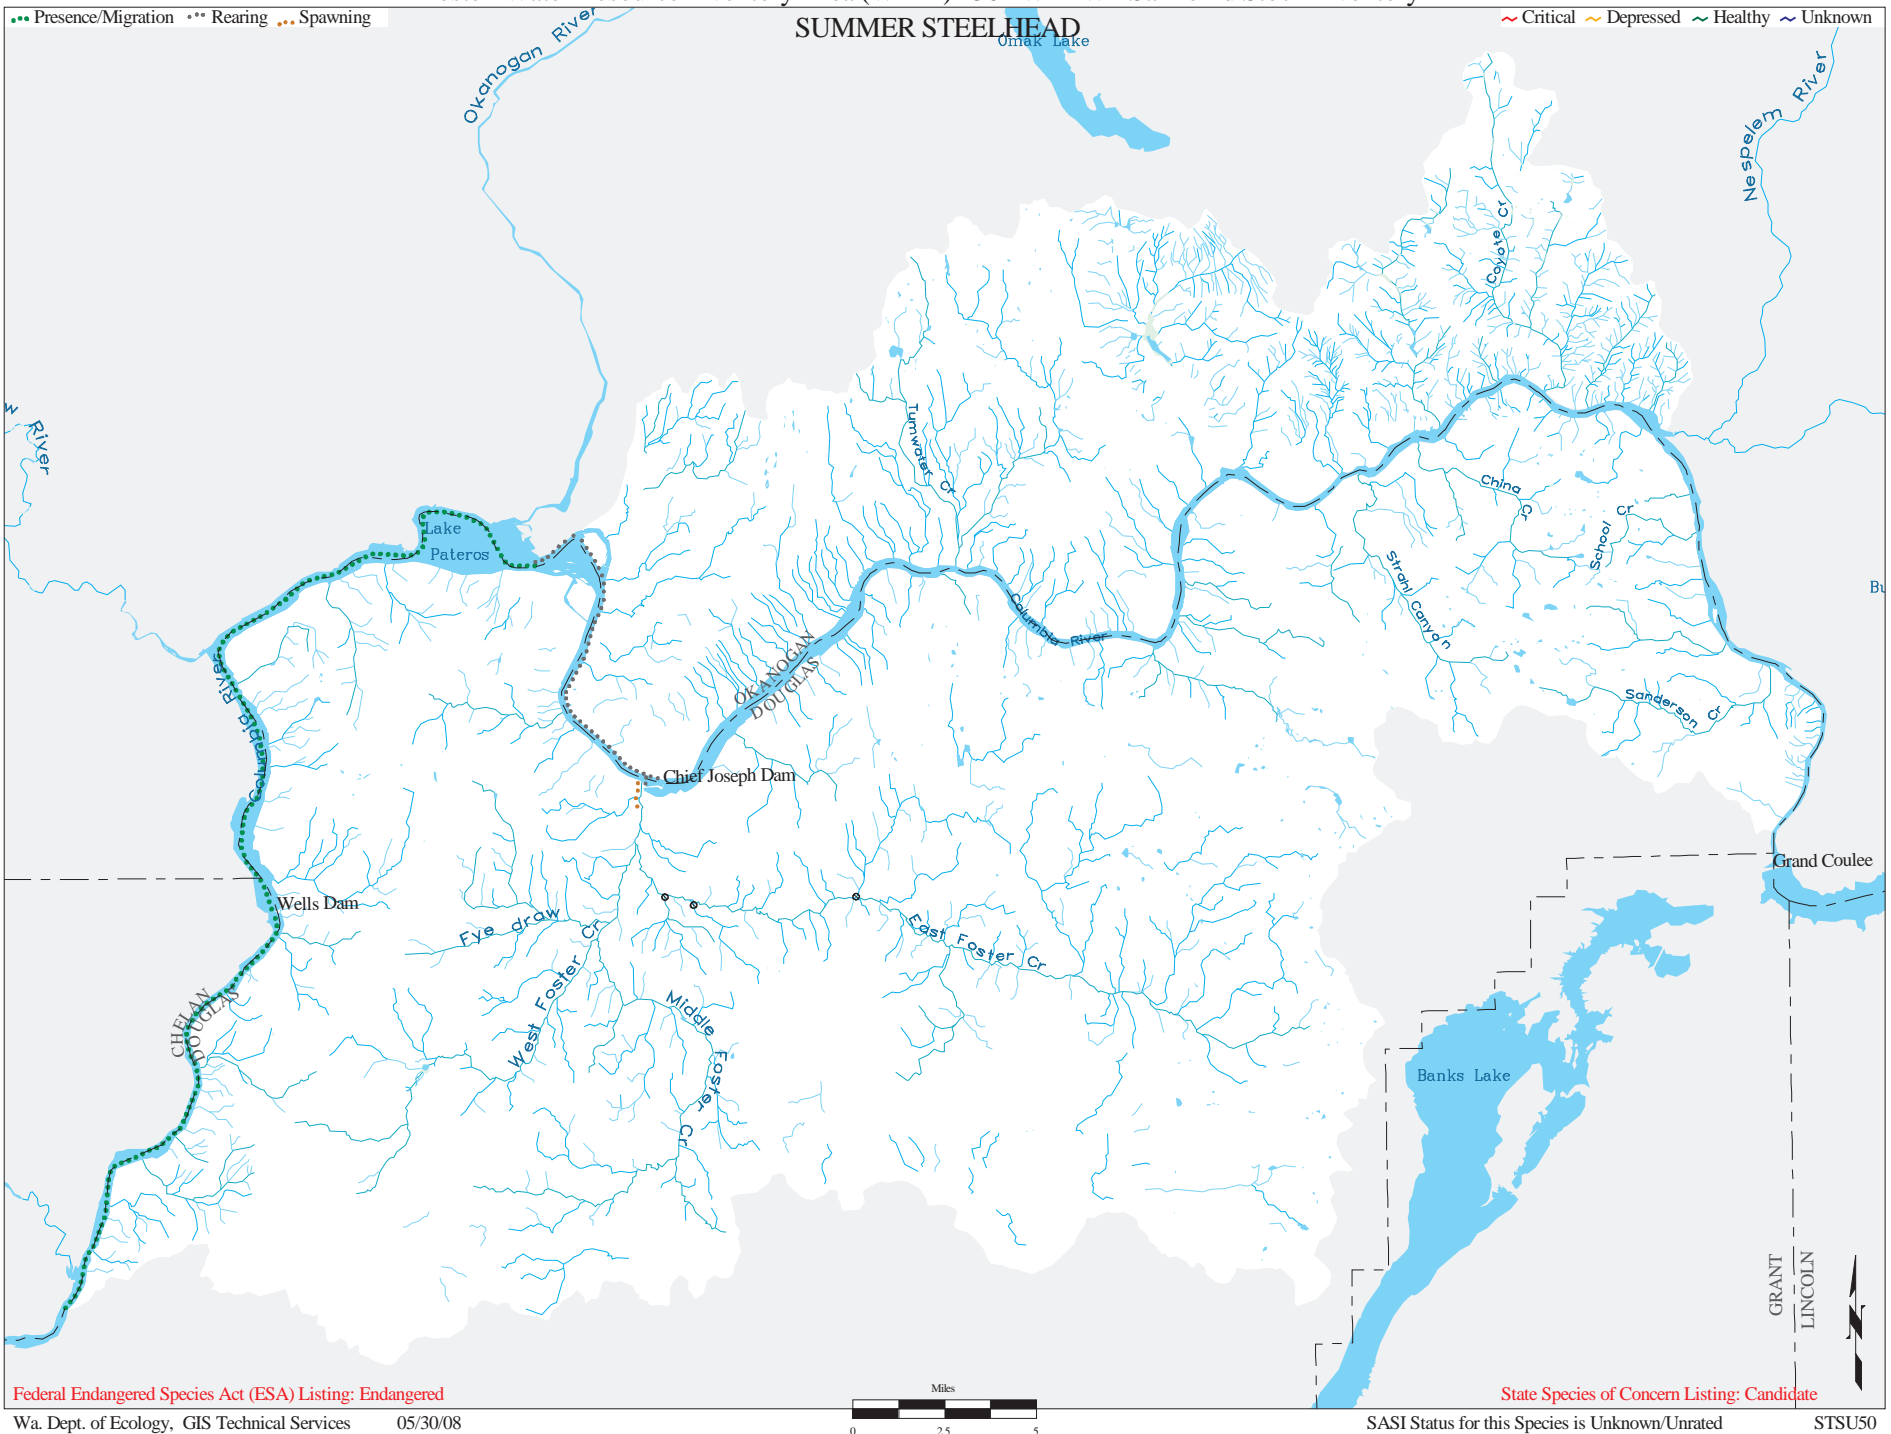 Presence/Migration Rearing Spawning
SUMMER STEELHEAD
Critical Depressed Healthy Unknown
Okanogan River
Omak Lake
Nespelem River
Coyote Cr
w River
Tumwater Cr
China Cr
School Cr
Lake Pateros
Strahl Canyon
Columbia River
OKANOGAN
DOUGLAS
Columbia River
Sanderson Cr
Chief Joseph Dam
Grand Coulee
Wells Dam
Fye draw
East Foster Cr
West Foster Cr
Middle Foster Cr
CHELAN
DOUGLAS
Banks Lake
GRANT
LINCOLN
N
Federal Endangered Species Act (ESA) Listing: Endangered
Miles
State Species of Concern Listing: Candidate
Wa. Dept. of Ecology, GIS Technical Services 05/30/08
0 2.5 5
SASI Status for this Species is Unknown/Unrated STSU50